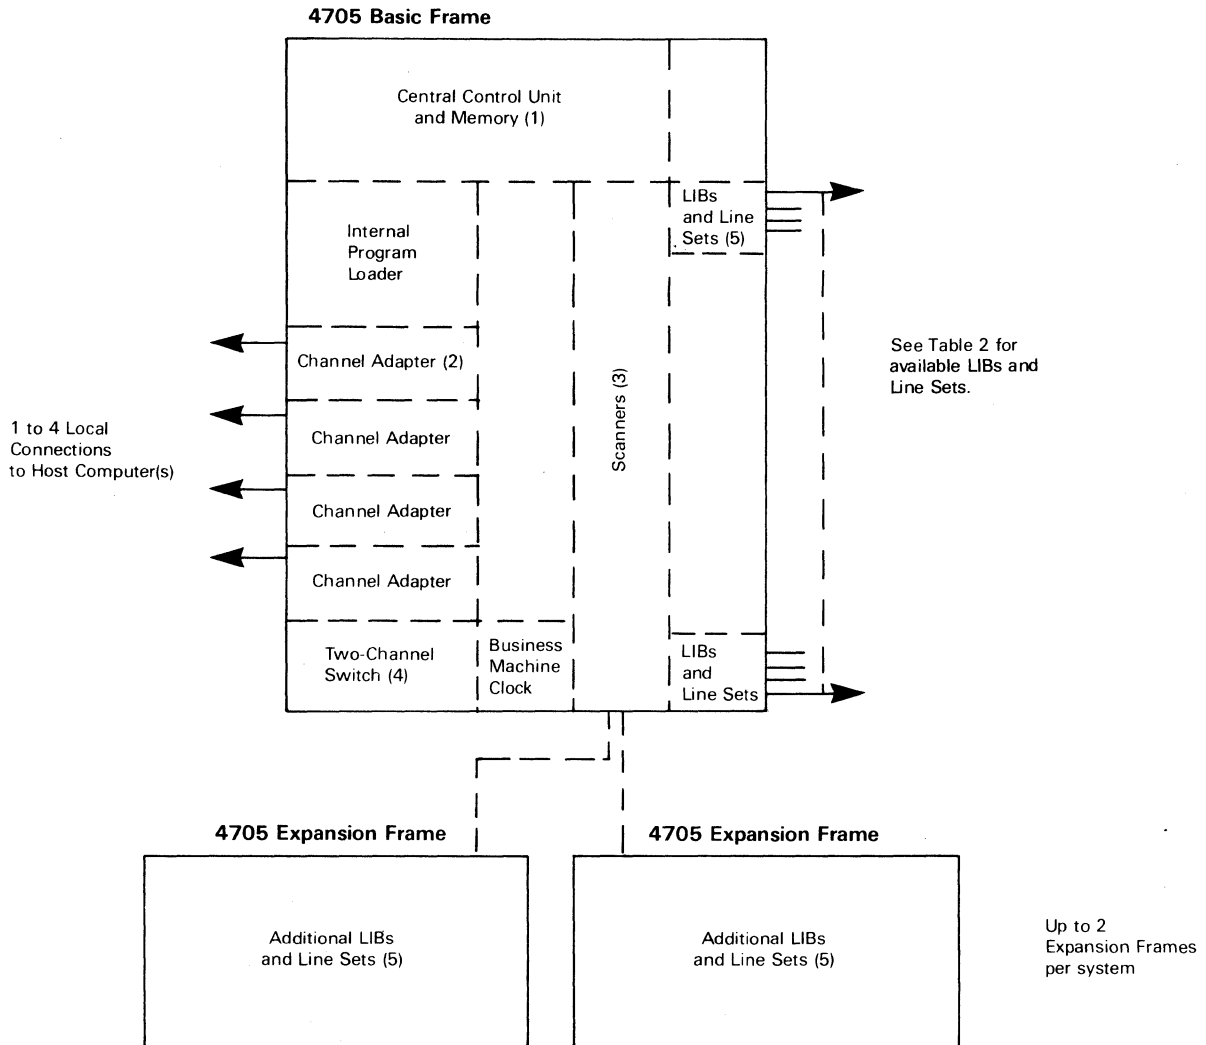 4705 Basic Frame
Central Control Unit
and Memory (1)
LIBs
and Line
Sets (5)
Internal
Program
Loader
Channel Adapter (2)
Scanners (3)
See Table 2 for
available LIBs and
Line Sets.
1 to 4 Local
Connections
to Host Computer(s)
Channel Adapter
Channel Adapter
Channel Adapter
Two-Channel
Switch (4)
Business
Machine
Clock
LIBs
and
Line Sets
4705 Expansion Frame
4705 Expansion Frame
Additional LIBs
and Line Sets (5)
Additional LIBs
and Line Sets (5)
Up to 2
Expansion Frames
per system